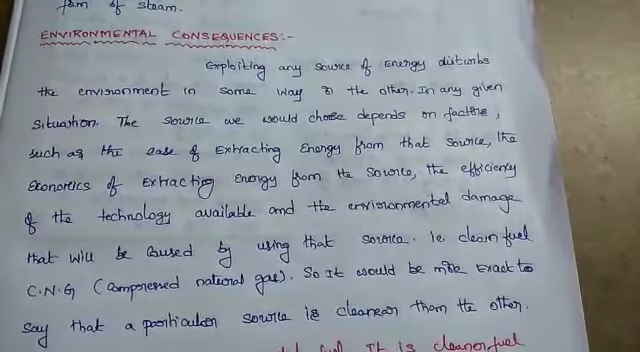 form of steam.
ENVIRONMENTAL CONSEQUENCES:-
Exploiting any source of Energy disturbs
the environment in some way or the other. In any given
situation. The source we would choose depends on factors,
such as the ease of Extracting Energy from that source, the
Economics of Extracting Energy from the source, the efficiency
of the technology available and the environmental damage
that will be caused by using that source. ie. clean fuel
C.N.G (compressed natural gas). So It would be more Exact to
say that a particular source is cleanear than the other.
fuel It is cleaner fuel